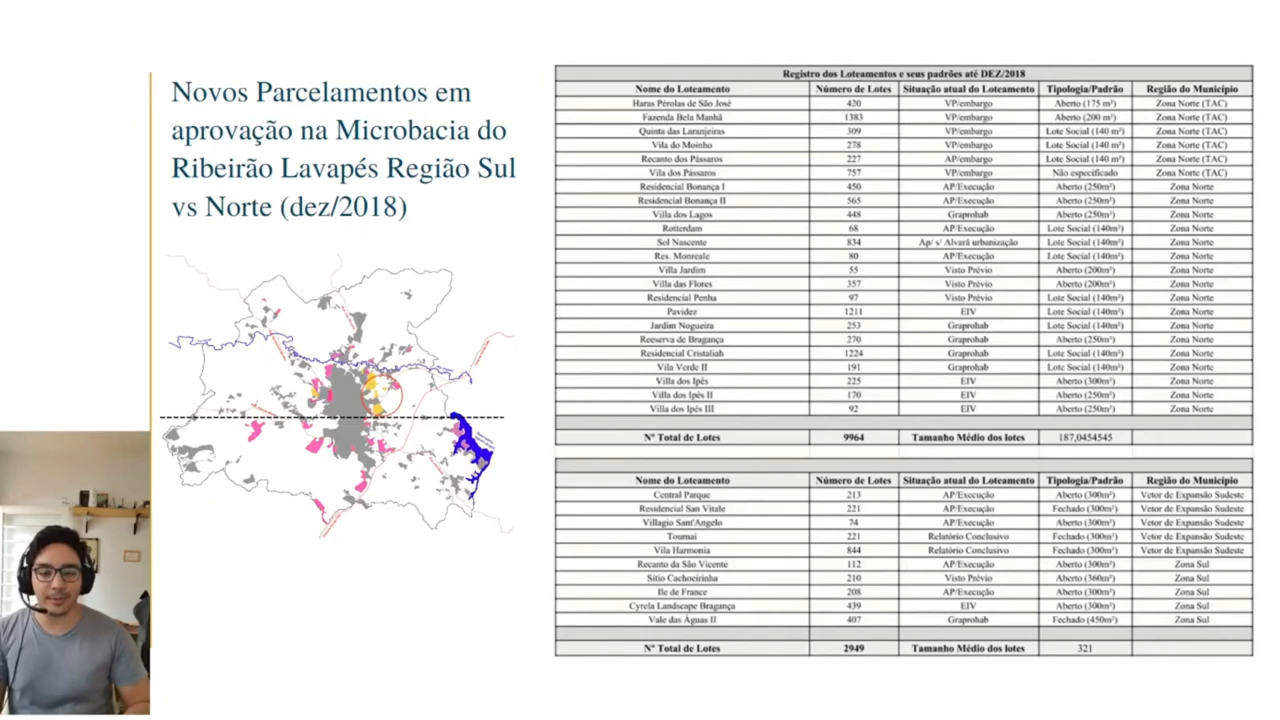 Novos Parcelamentos em
aprovação na Microbacia do
Ribeirão Lavapés Região Sul
vs Norte (dez/2018)
Registro dos Loteamentos e seus padrões até DEZ/2018
Nome do Loteamento Número de Lotes Situação atual do Loteamento Tipologia/Padrão Região do Município
Haras Pérolas de São José 420 VP/embargo Aberto (175 m²) Zona Norte (TAC)
Fazenda Bela Manhã 1383 VP/embargo Aberto (200 m²) Zona Norte (TAC)
Quinta das Laranjeiras 309 VP/embargo Lote Social (140 m²) Zona Norte (TAC)
Vila do Moinho 278 VP/embargo Lote Social (140 m²) Zona Norte (TAC)
Recanto dos Pássaros 227 AP/embargo Lote Social (140 m²) Zona Norte (TAC)
Vila dos Pássaros 757 VP/embargo Não especificado Zona Norte (TAC)
Residencial Bonança I 450 AP/Execução Aberto (250m²) Zona Norte
Residencial Bonança II 565 AP/Execução Aberto (250m²) Zona Norte
Villa dos Lagos 448 Graprohab Aberto (250m²) Zona Norte
Rotterdam 68 AP/Execução Lote Social (140m²) Zona Norte
Sol Nascente 834 Ap/ s/ Alvará urbanização Lote Social (140m²) Zona Norte
Res. Monreale 80 AP/Execução Lote Social (140m²) Zona Norte
Villa Jardim 55 Visto Prévio Aberto (200m²) Zona Norte
Villa das Flores 357 Visto Prévio Aberto (200m²) Zona Norte
Residencial Penha 97 Visto Prévio Lote Social (140m²) Zona Norte
Pavidez 1211 EIV Lote Social (140m²) Zona Norte
Jardim Nogueira 253 Graprohab Lote Social (140m²) Zona Norte
Reeserva de Bragança 270 Graprohab Aberto (250m²) Zona Norte
Residencial Cristaliah 1224 Graprohab Lote Social (140m²) Zona Norte
Vila Verde II 191 Graprohab Lote Social (140m²) Zona Norte
Villa dos Ipês 225 EIV Aberto (300m²) Zona Norte
Villa dos Ipês II 170 EIV Aberto (250m²) Zona Norte
Villa dos Ipês III 92 EIV Aberto (250m²) Zona Norte
Nº Total de Lotes 9964 Tamanho Médio dos lotes 187,0454545
Nome do Loteamento Número de Lotes Situação atual do Loteamento Tipologia/Padrão Região do Município
Central Parque 213 AP/Execução Aberto (300m²) Vetor de Expansão Sudeste
Residencial San Vitale 221 AP/Execução Fechado (300m²) Vetor de Expansão Sudeste
Villagio Sant'Angelo 74 AP/Execução Aberto (300m²) Vetor de Expansão Sudeste
Tournai 221 Relatório Conclusivo Fechado (300m²) Vetor de Expansão Sudeste
Vila Harmonia 844 Relatório Conclusivo Fechado (300m²) Vetor de Expansão Sudeste
Recanto da São Vicente 112 AP/Execução Aberto (300m²) Zona Sul
Sítio Cachoeirinha 210 Visto Prévio Aberto (360m²) Zona Sul
Ile de France 208 AP/Execução Aberto (300m²) Zona Sul
Cyrela Landscape Bragança 439 EIV Aberto (300m²) Zona Sul
Vale das Águas II 407 Graprohab Fechado (450m²) Zona Sul
Nº Total de Lotes 2949 Tamanho Médio dos lotes 321